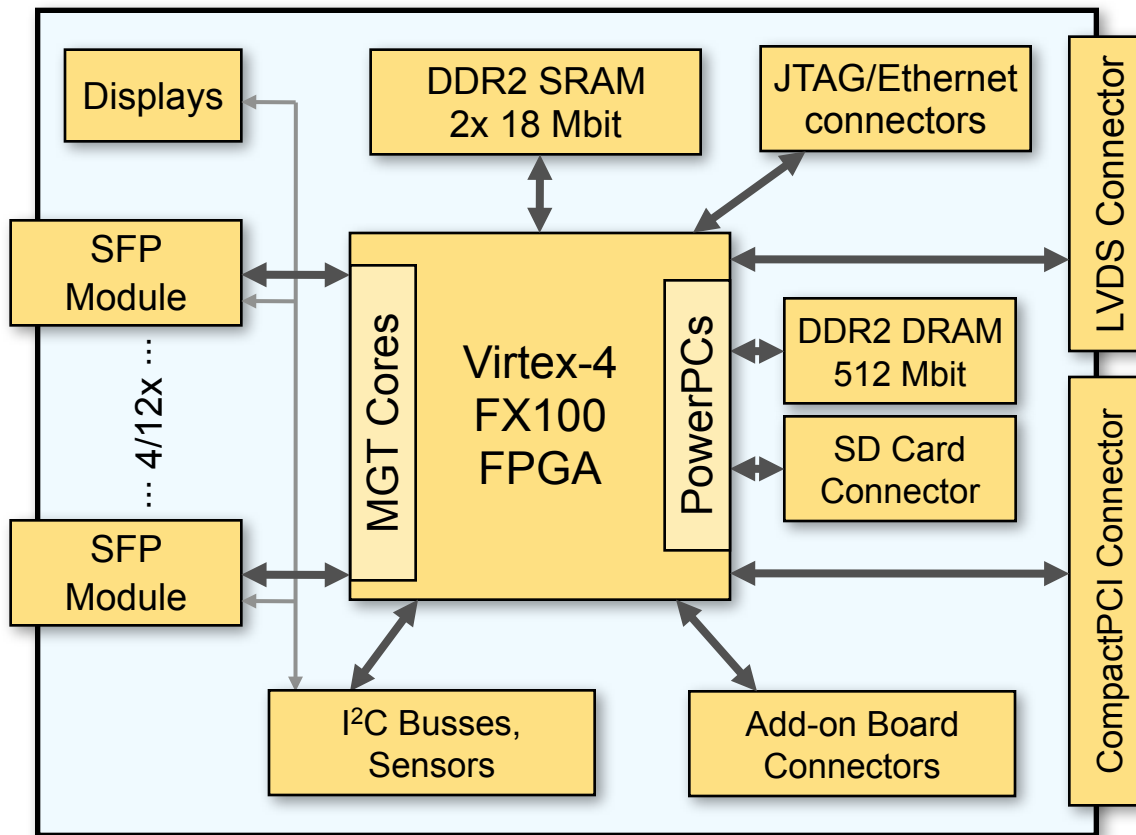 Displays
DDR2 SRAM
2x 18 Mbit
JTAG/Ethernet
connectors
LVDS Connector
SFP
Module
... 4/12x ...
SFP
Module
MGT Cores
Virtex-4
FX100
FPGA
PowerPCs
DDR2 DRAM
512 Mbit
SD Card
Connector
CompactPCI Connector
I²C Busses,
Sensors
Add-on Board
Connectors